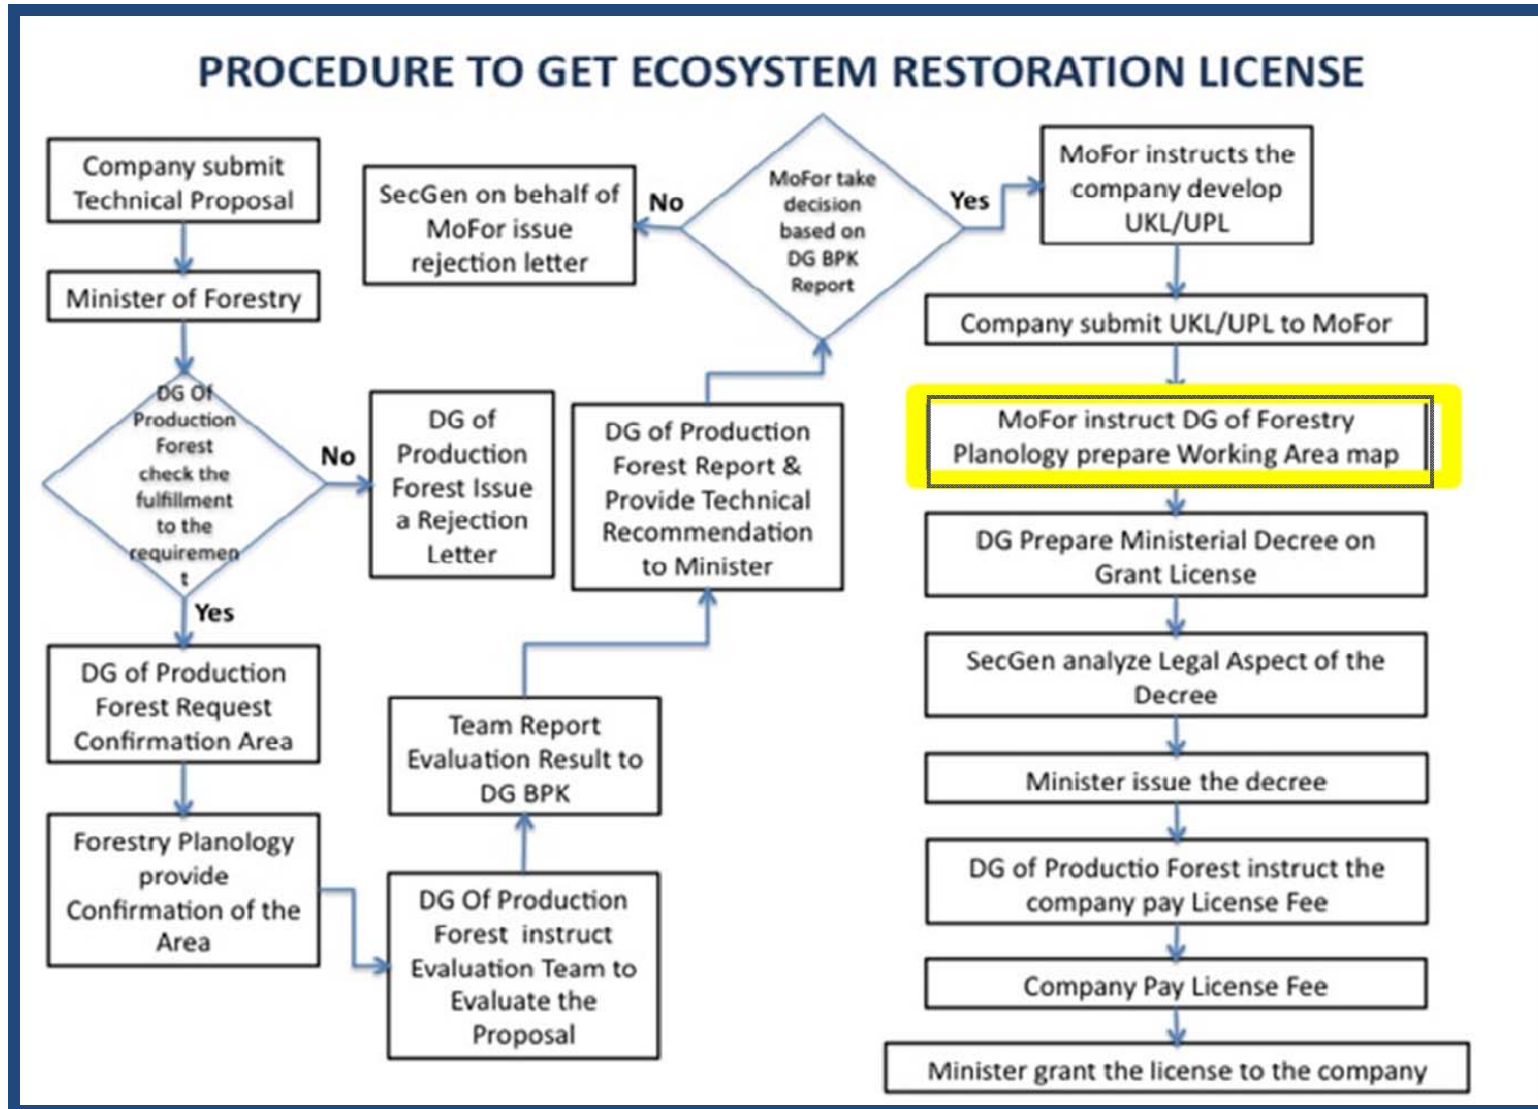 PROCEDURE TO GET ECOSYSTEM RESTORATION LICENSE
Company submit
Technical Proposal
Minister of Forestry
DG Of
Production
Forest
check the
fulfillment
to the
requiremen
t
No
DG of
Production
Forest Issue
a Rejection
Letter
Yes
DG of Production
Forest Request
Confirmation Area
Forestry Planology
provide
Confirmation of the
Area
DG Of Production
Forest instruct
Evaluation Team to
Evaluate the
Proposal
Team Report
Evaluation Result to
DG BPK
DG of Production
Forest Report &
Provide Technical
Recommendation
to Minister
MoFor take
decision
based on
DG BPK
Report
No
SecGen on behalf of
MoFor issue
rejection letter
Yes
MoFor instructs the
company develop
UKL/UPL
Company submit UKL/UPL to MoFor
MoFor instruct DG of Forestry
Planology prepare Working Area map
DG Prepare Ministerial Decree on
Grant License
SecGen analyze Legal Aspect of the
Decree
Minister issue the decree
DG of Productio Forest instruct the
company pay License Fee
Company Pay License Fee
Minister grant the license to the company